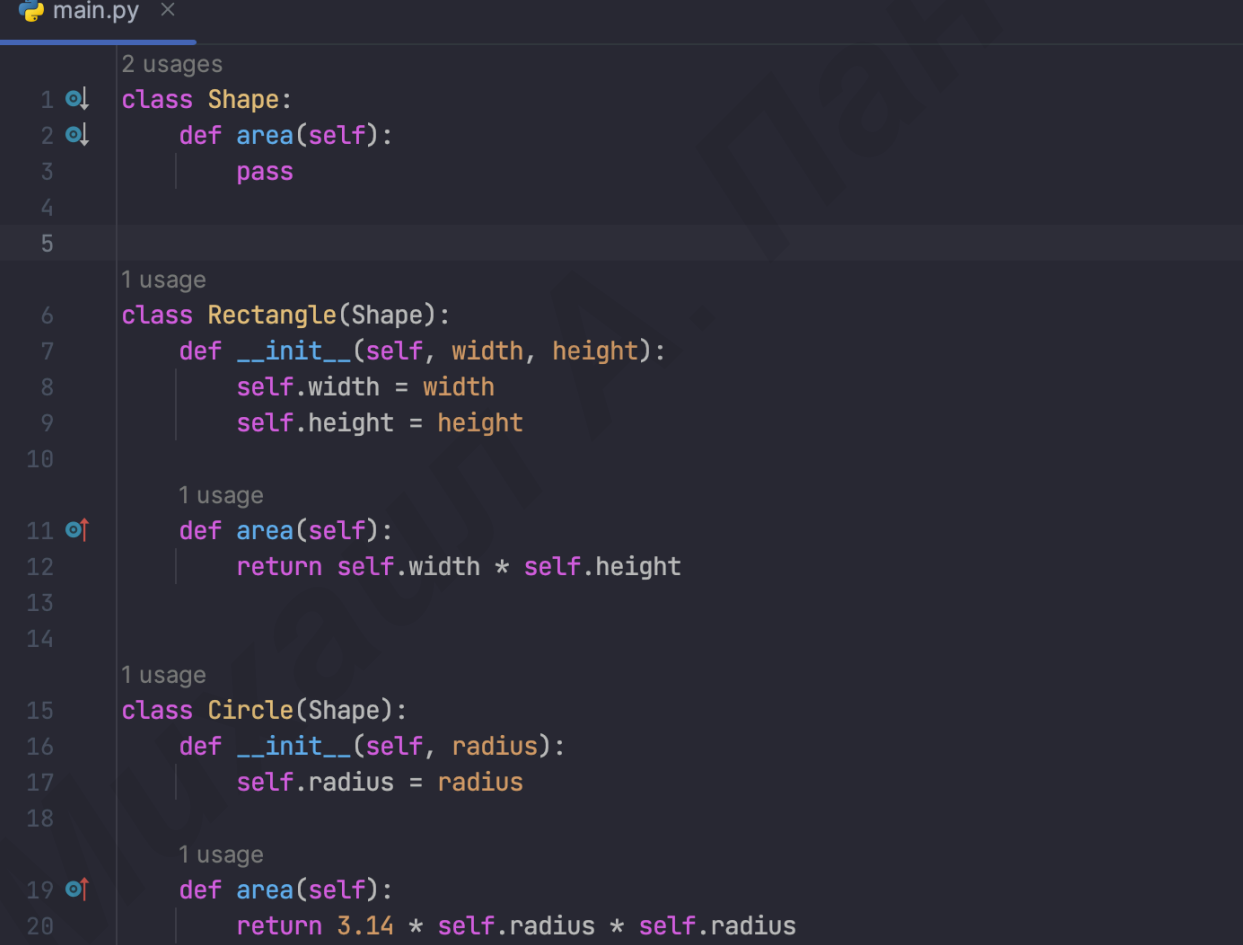 main.py ×
2 usages
1 class Shape:
2 def area(self):
3 pass
4
5
1 usage
6 class Rectangle(Shape):
7 def __init__(self, width, height):
8 self.width = width
9 self.height = height
10
1 usage
11 def area(self):
12 return self.width * self.height
13
14
1 usage
15 class Circle(Shape):
16 def __init__(self, radius):
17 self.radius = radius
18
1 usage
19 def area(self):
20 return 3.14 * self.radius * self.radius